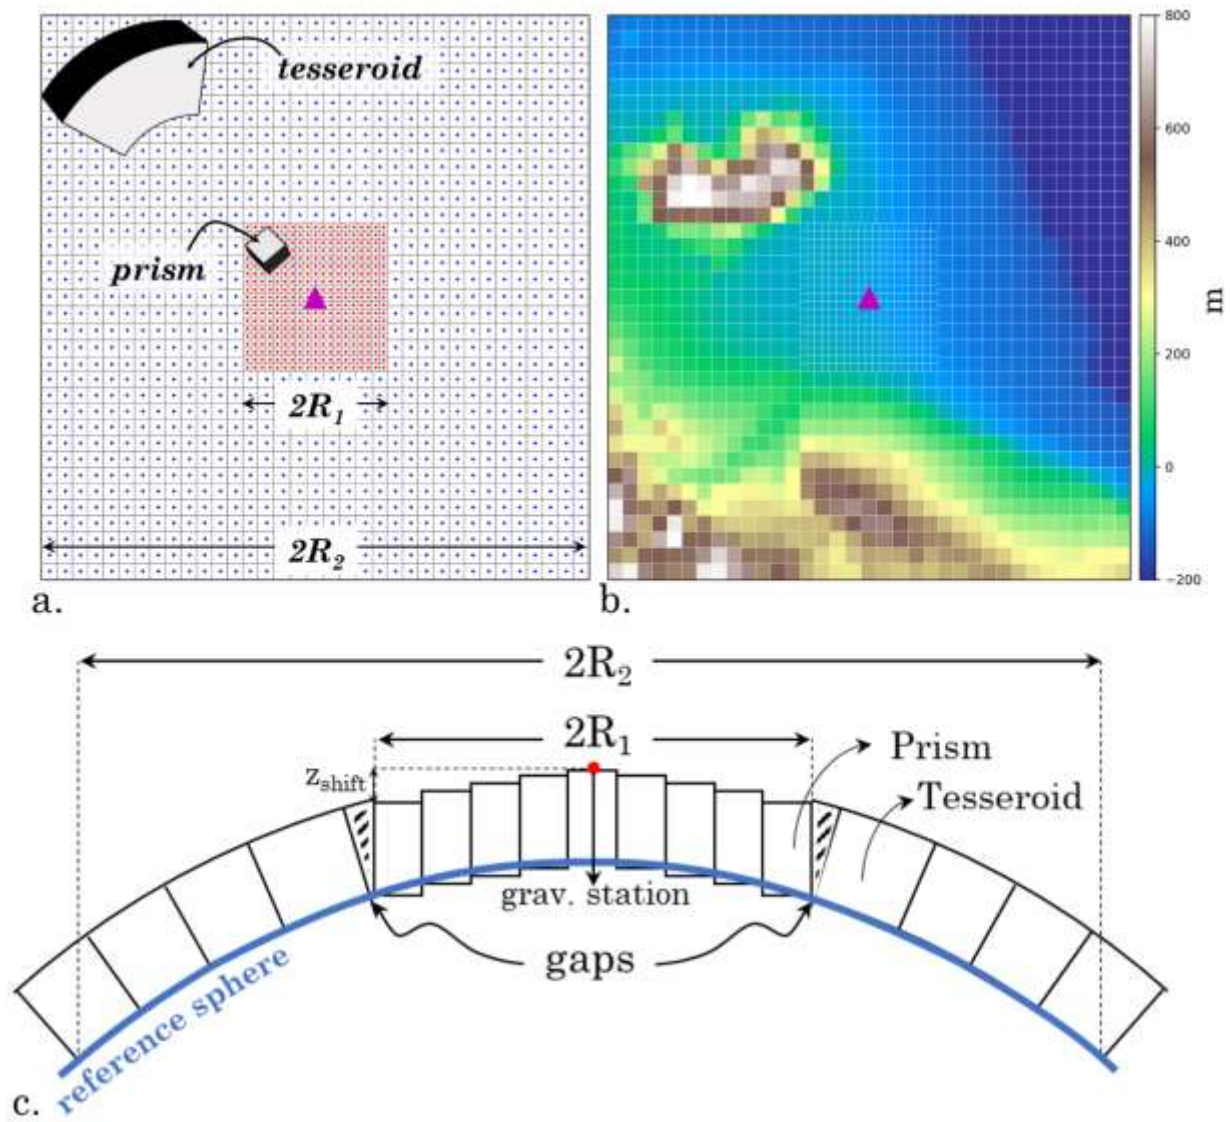 tesseroid
prism
2R₁
2R₂
a.
800
600
400
200
0
−200
m
b.
2R₂
2R₁
Prism
Tesseroid
zshift
grav. station
gaps
reference sphere
c.